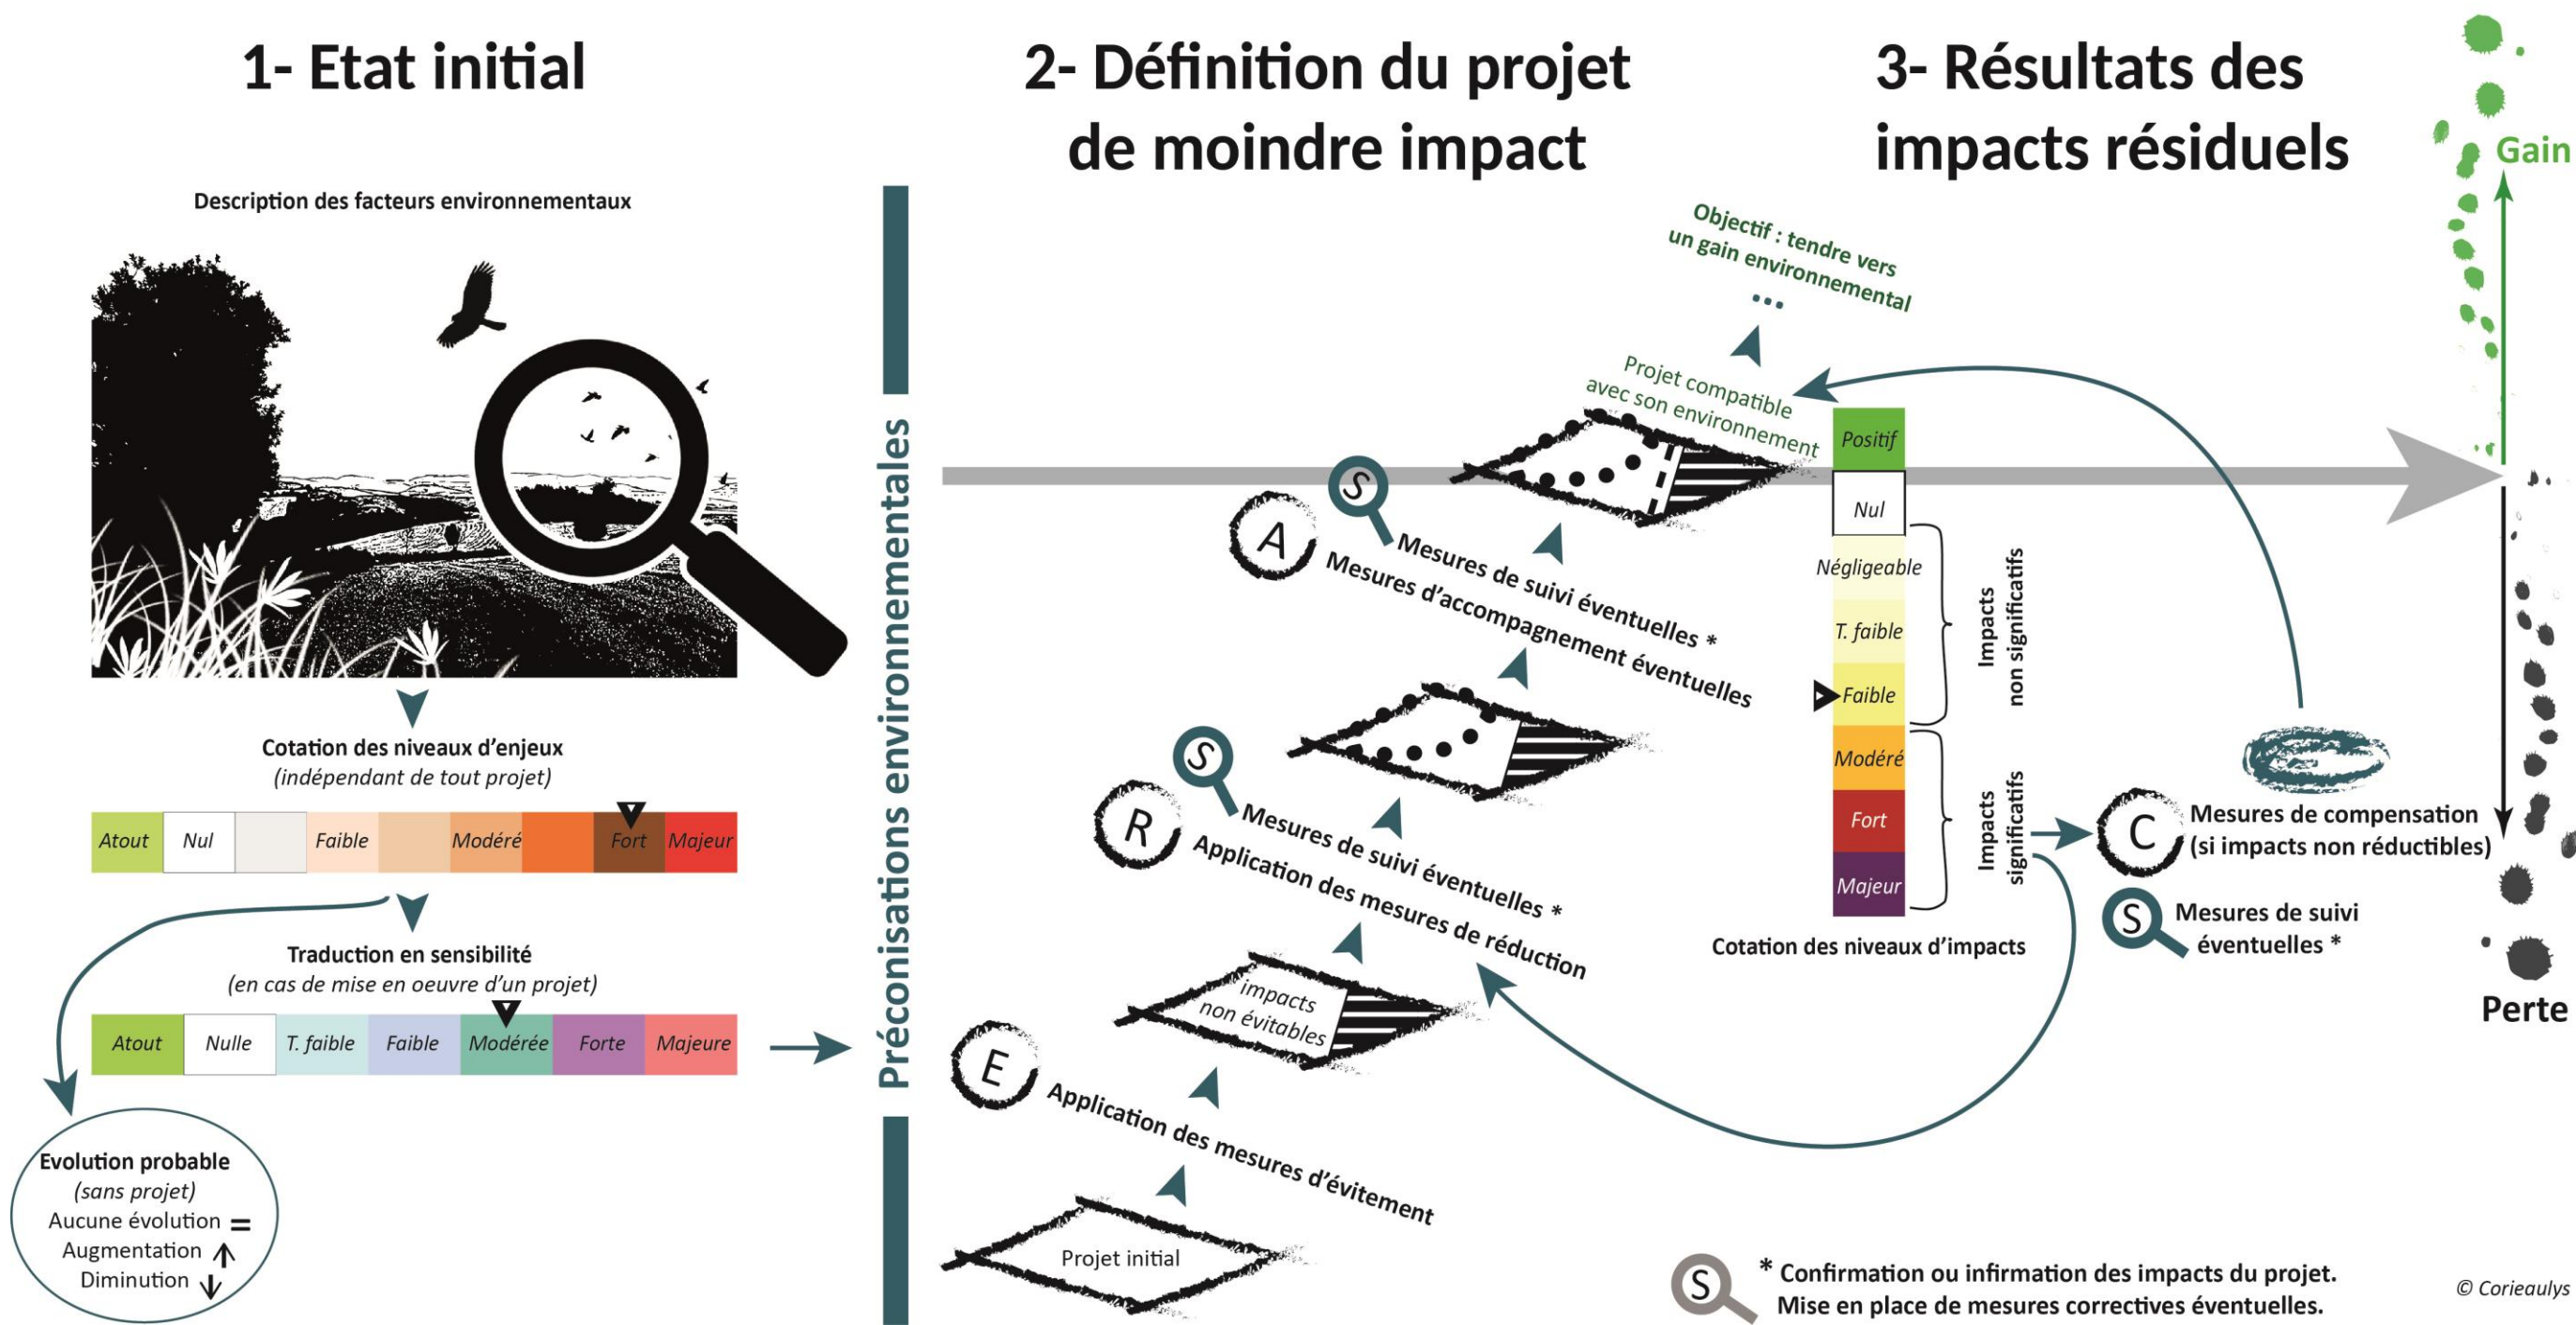 1- Etat initial
Description des facteurs environnementaux
Cotation des niveaux d'enjeux
(indépendant de tout projet)
Atout Nul Faible Modéré Fort Majeur
Traduction en sensibilité
(en cas de mise en oeuvre d'un projet)
Atout Nulle T. faible Faible Modérée Forte Majeure
Evolution probable
(sans projet)
Aucune évolution =
Augmentation ↑
Diminution ↓
Préconisations environnementales
2- Définition du projet
de moindre impact
Objectif : tendre vers
un gain environnemental
...
Projet compatible
avec son environnement
S
Mesures de suivi éventuelles *
A
Mesures d'accompagnement éventuelles
S
Mesures de suivi éventuelles *
R
Application des mesures de réduction
impacts
non évitables
E
Application des mesures d'évitement
Projet initial
3- Résultats des
impacts résiduels
Positif
Nul
Négligeable
T. faible
Faible
Modéré
Fort
Majeur
Impacts
non significatifs
Impacts
significatifs
Cotation des niveaux d'impacts
C
Mesures de compensation
(si impacts non réductibles)
S
Mesures de suivi
éventuelles *
Gain
Perte
S
* Confirmation ou infirmation des impacts du projet.
Mise en place de mesures correctives éventuelles.
© Corieaulys